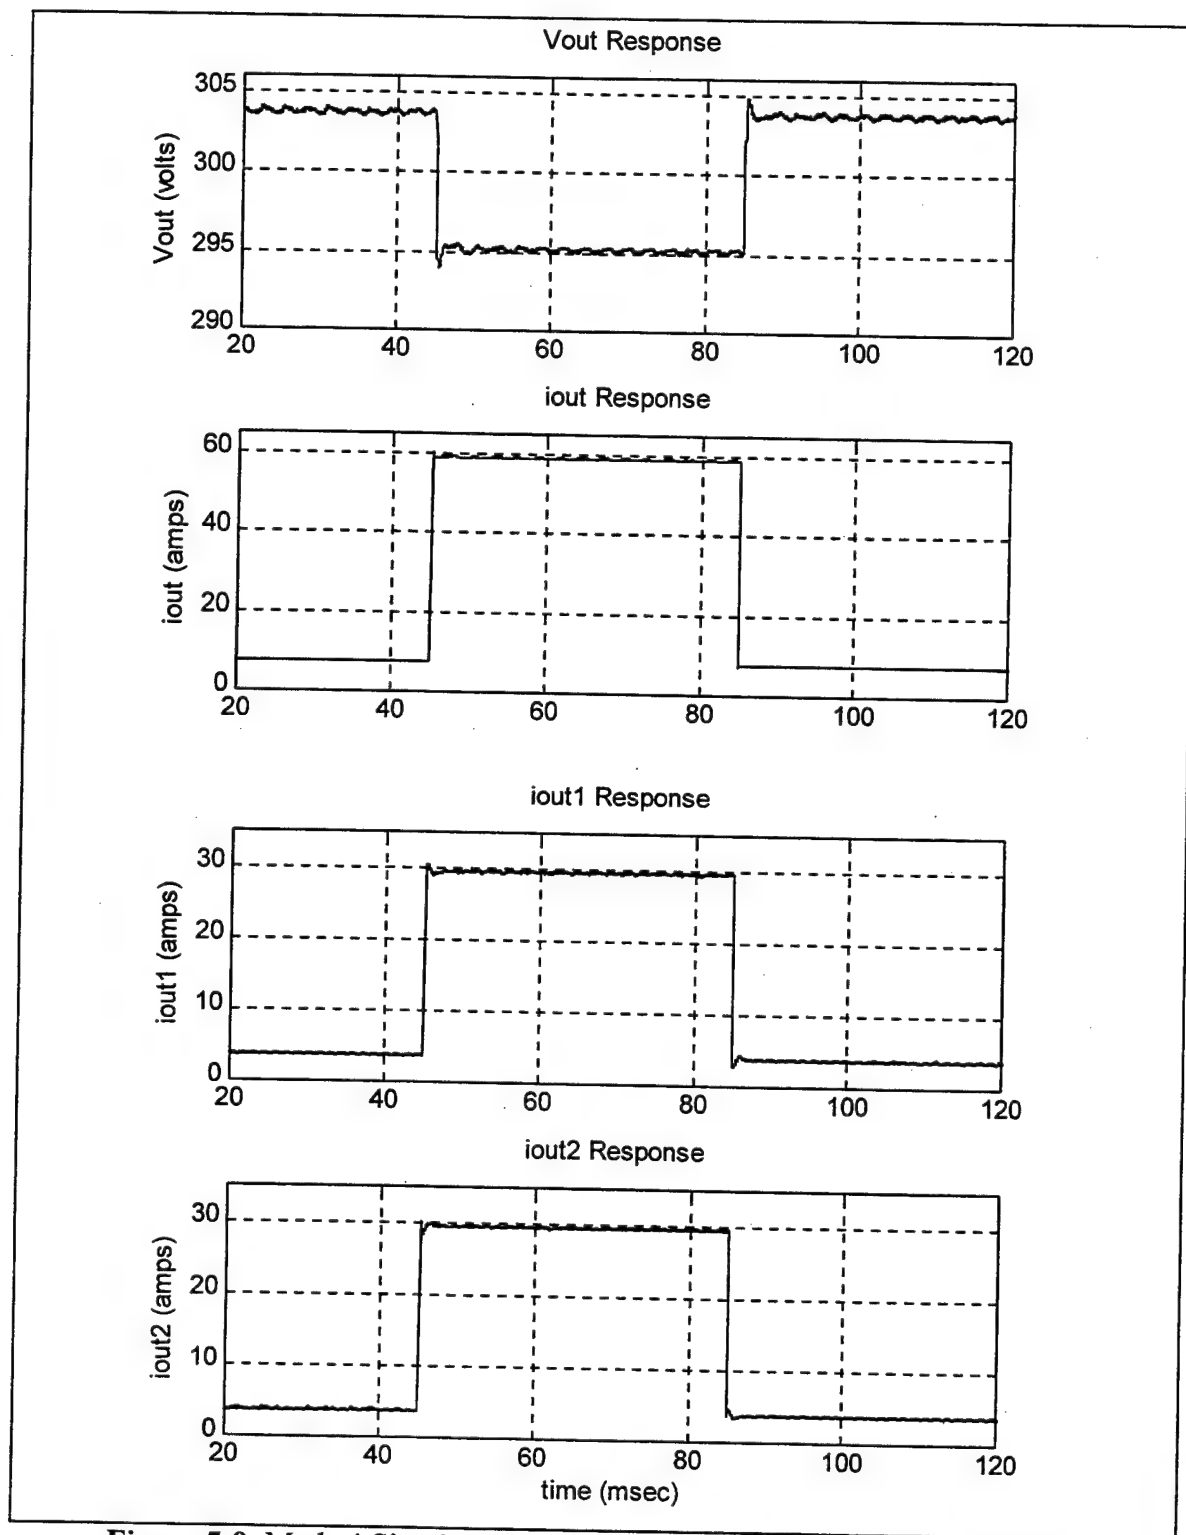 Vout Response
305
300
295
290
Vout (volts)
20 40 60 80 100 120
iout Response
60
40
20
0
iout (amps)
20 40 60 80 100 120
iout1 Response
30
20
10
0
iout1 (amps)
20 40 60 80 100 120
iout2 Response
30
20
10
0
iout2 (amps)
20 40 60 80 100 120
time (msec)